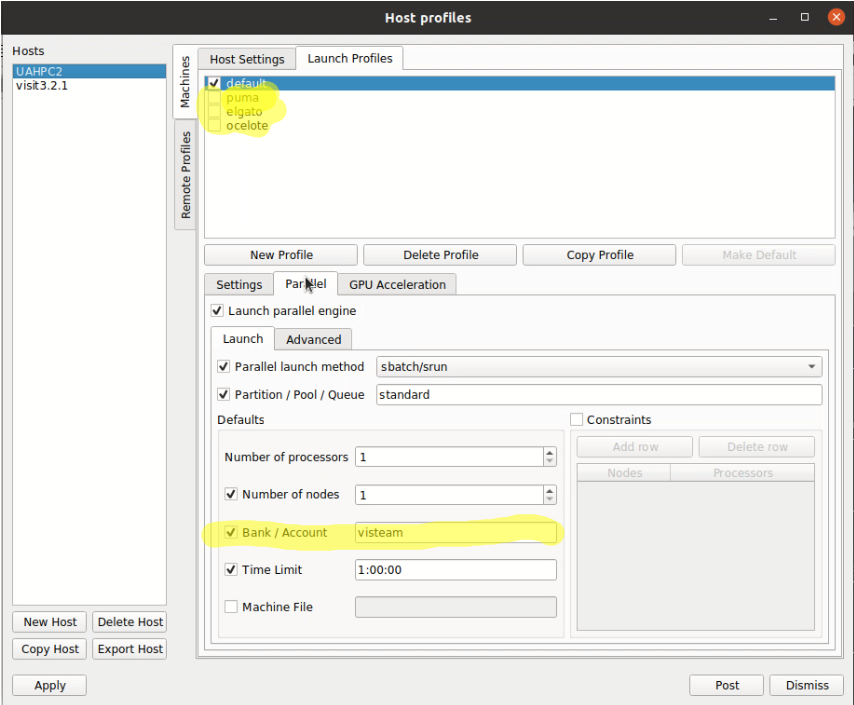 Host profiles
Hosts
UAHPC2
visit3.2.1
Machines
Remote Profiles
Host Settings
Launch Profiles
default
puma
elgato
ocelote
New Profile
Delete Profile
Copy Profile
Make Default
Settings
Parallel
GPU Acceleration
Launch parallel engine
Launch
Advanced
Parallel launch method
sbatch/srun
Partition / Pool / Queue
standard
Defaults
Number of processors
1
Number of nodes
1
Bank / Account
visteam
Time Limit
1:00:00
Machine File
Constraints
Add row
Delete row
Nodes
Processors
New Host
Delete Host
Copy Host
Export Host
Apply
Post
Dismiss